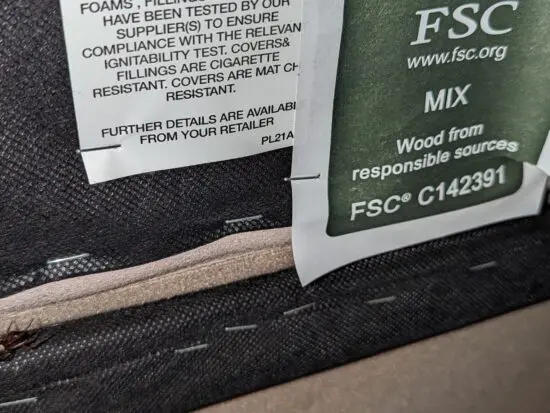 FOAMS , FILLINGS
HAVE BEEN TESTED BY OUR
SUPPLIER(S) TO ENSURE
COMPLIANCE WITH THE RELEVAN
IGNITABILITY TEST. COVERS&
FILLINGS ARE CIGARETTE
RESISTANT. COVERS ARE MAT CH
RESISTANT.
FURTHER DETAILS ARE AVAILAB
FROM YOUR RETAILER
PL21A
FSC
www.fsc.org
MIX
Wood from
responsible sources
FSC® C142391